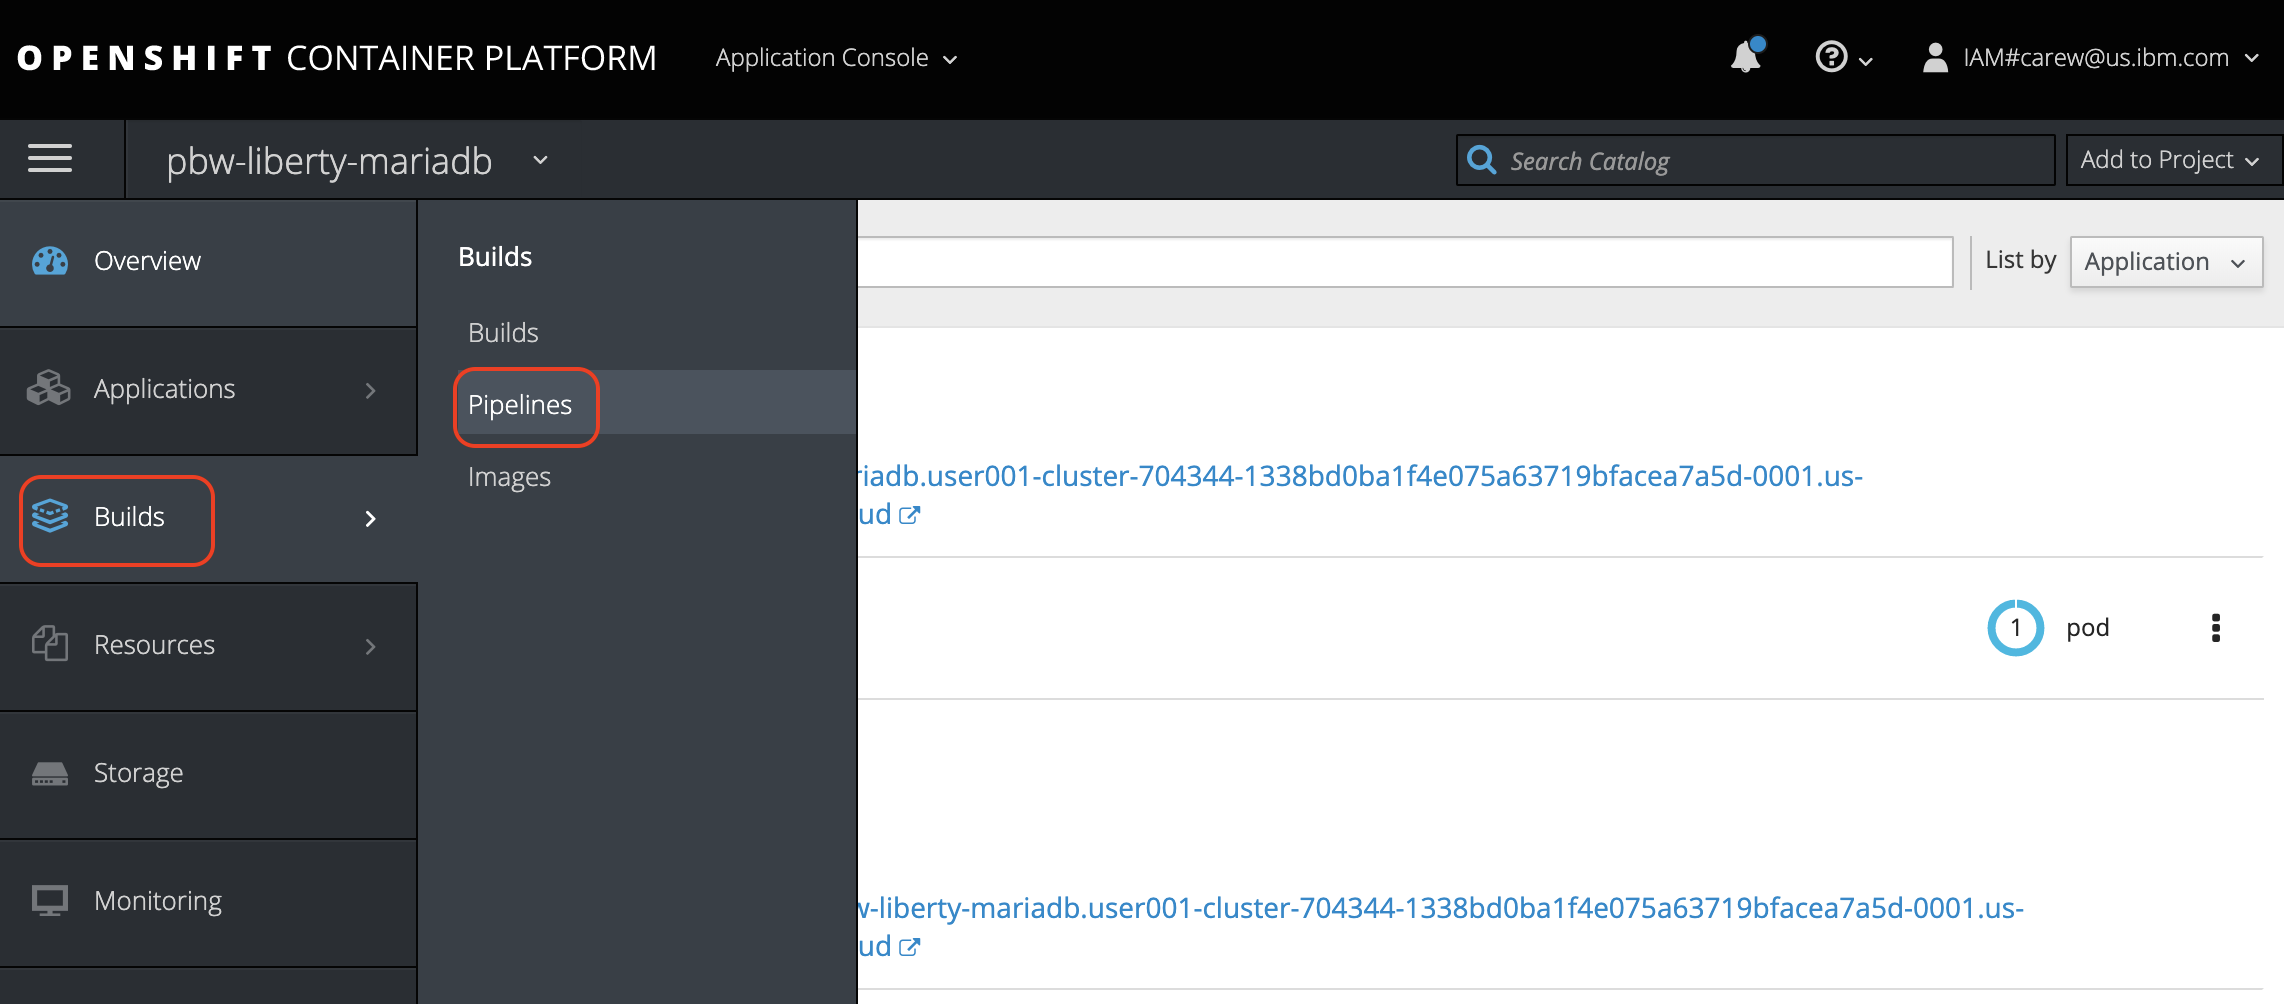 OPENSHIFT CONTAINER PLATFORM
Application Console
IAM#carew@us.ibm.com
pbw-liberty-mariadb
Search Catalog
Add to Project
Overview
Applications
Builds
Resources
Storage
Monitoring
Builds
Builds
Pipelines
Images
List by
Application
riadb.user001-cluster-704344-1338bd0ba1f4e075a63719bfacea7a5d-0001.us-
ud
1 pod
w-liberty-mariadb.user001-cluster-704344-1338bd0ba1f4e075a63719bfacea7a5d-0001.us-
ud